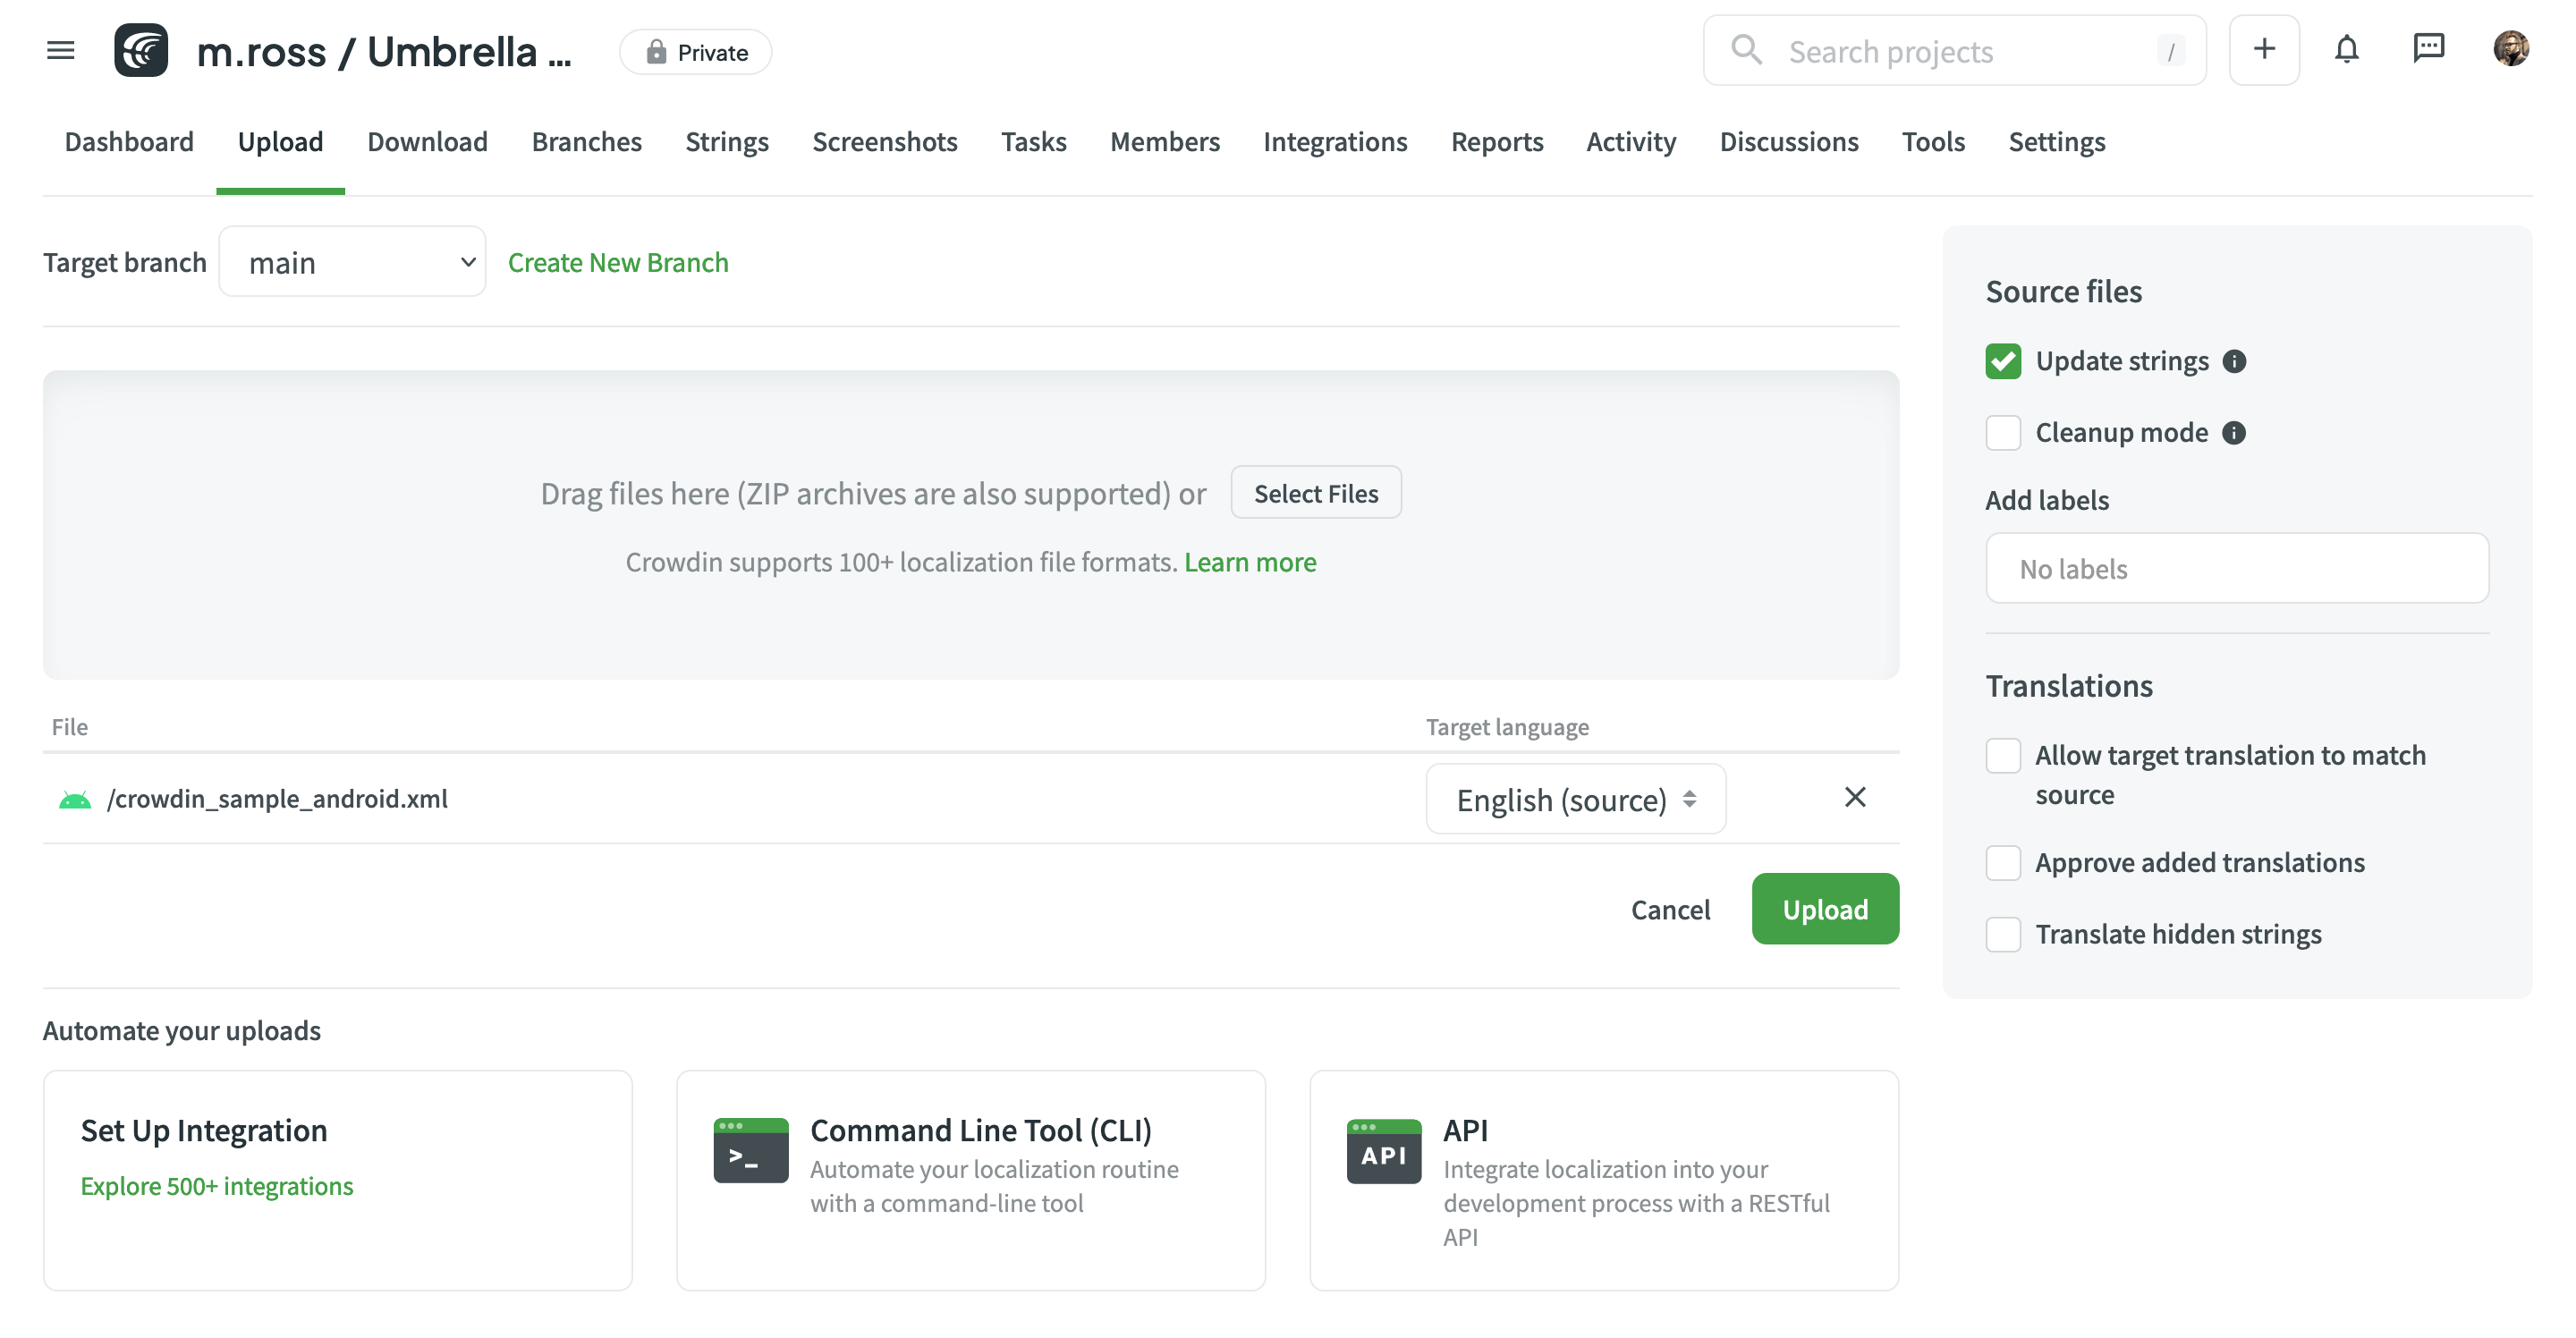 m.ross / Umbrella ...
Private
Search projects
/
Dashboard
Upload
Download
Branches
Strings
Screenshots
Tasks
Members
Integrations
Reports
Activity
Discussions
Tools
Settings
Target branch
main
Create New Branch
Drag files here (ZIP archives are also supported) or
Select Files
Crowdin supports 100+ localization file formats. Learn more
File
Target language
/crowdin_sample_android.xml
English (source)
Cancel
Upload
Source files
Update strings
Cleanup mode
Add labels
No labels
Translations
Allow target translation to match
source
Approve added translations
Translate hidden strings
Automate your uploads
Set Up Integration
Explore 500+ integrations
>_
Command Line Tool (CLI)
Automate your localization routine
with a command-line tool
API
API
Integrate localization into your
development process with a RESTful
API